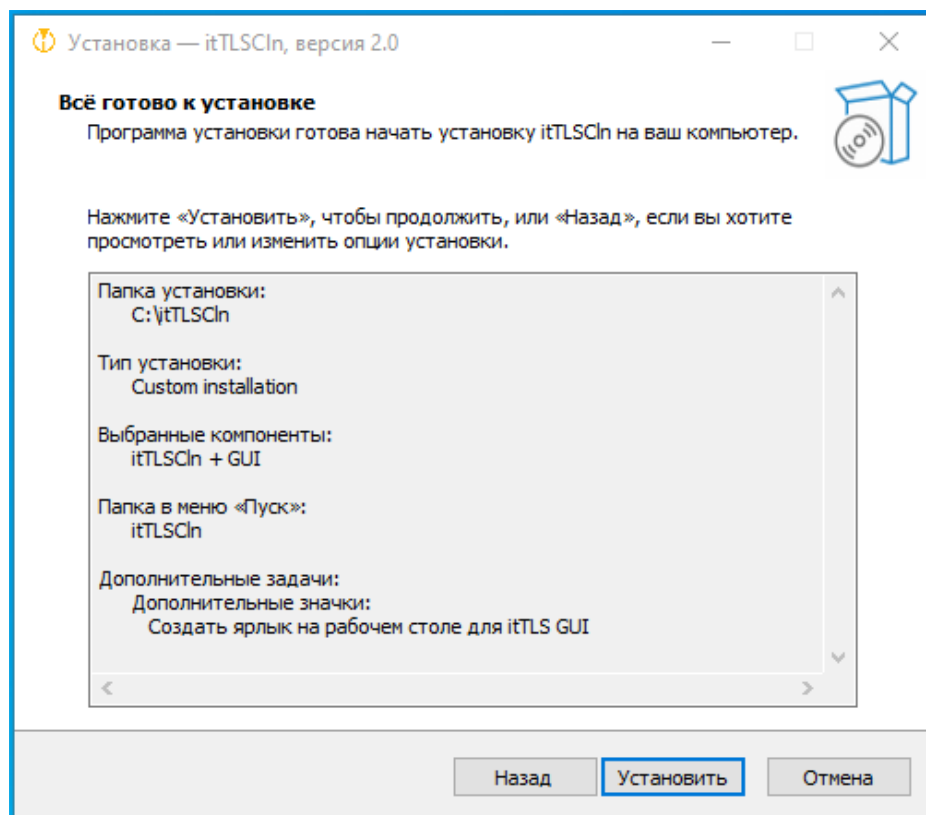 Установка — itTLSCln, версия 2.0
Всё готово к установке
Программа установки готова начать установку itTLSCln на ваш компьютер.
Нажмите «Установить», чтобы продолжить, или «Назад», если вы хотите
просмотреть или изменить опции установки.
Папка установки:
C:\itTLSCln
Тип установки:
Custom installation
Выбранные компоненты:
itTLSCln + GUI
Папка в меню «Пуск»:
itTLSCln
Дополнительные задачи:
Дополнительные значки:
Создать ярлык на рабочем столе для itTLS GUI
Назад
Установить
Отмена